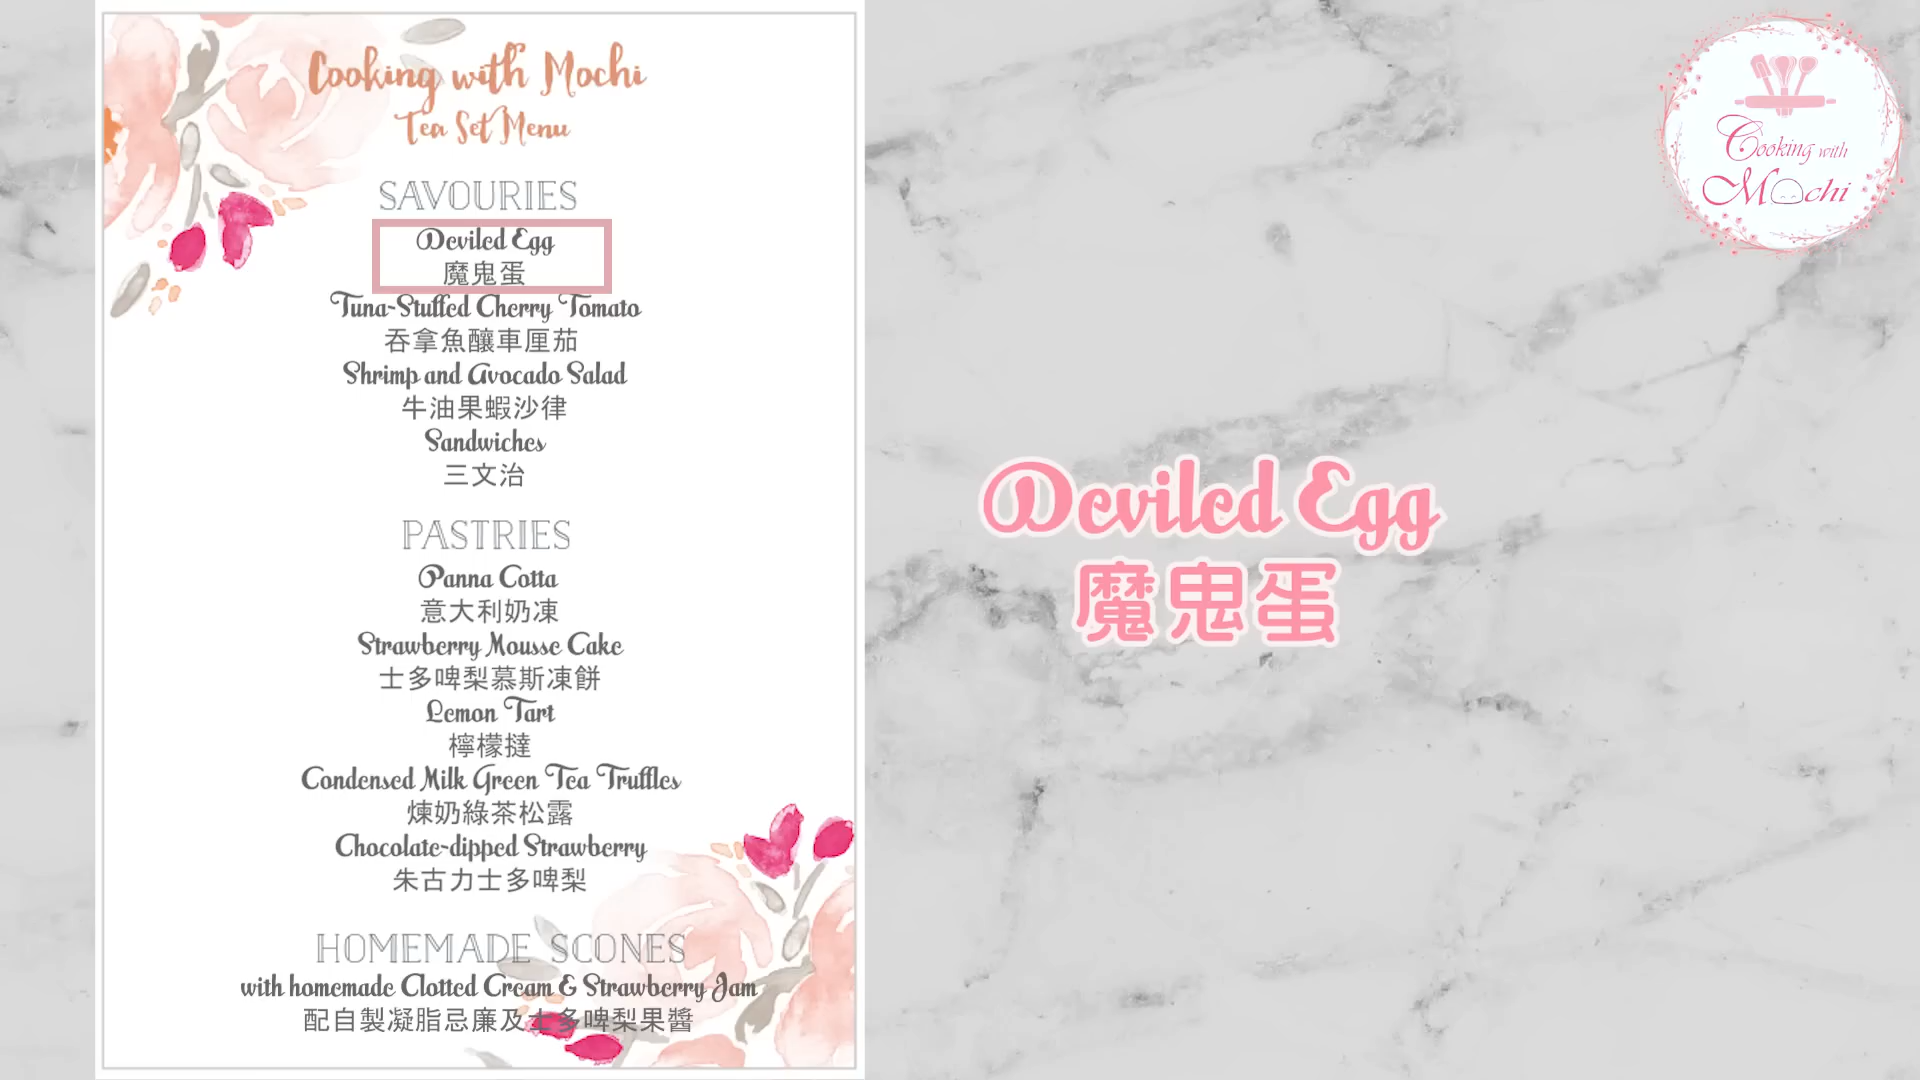 Cooking with Mochi
Tea Set Menu
SAVOURIES
Deviled Egg
魔鬼蛋
Tuna-Stuffed Cherry Tomato
吞拿魚釀車厘茄
Shrimp and Avocado Salad
牛油果蝦沙律
Sandwiches
三文治
PASTRIES
Panna Cotta
意大利奶凍
Strawberry Mousse Cake
士多啤梨慕斯凍餅
Lemon Tart
檸檬撻
Condensed Milk Green Tea Truffles
煉奶綠茶松露
Chocolate-dipped Strawberry
朱古力士多啤梨
HOMEMADE SCONES
with homemade Clotted Cream & Strawberry Jam
配自製凝脂忌廉及士多啤梨果醬
Deviled Egg
魔鬼蛋
Cooking with
Mochi